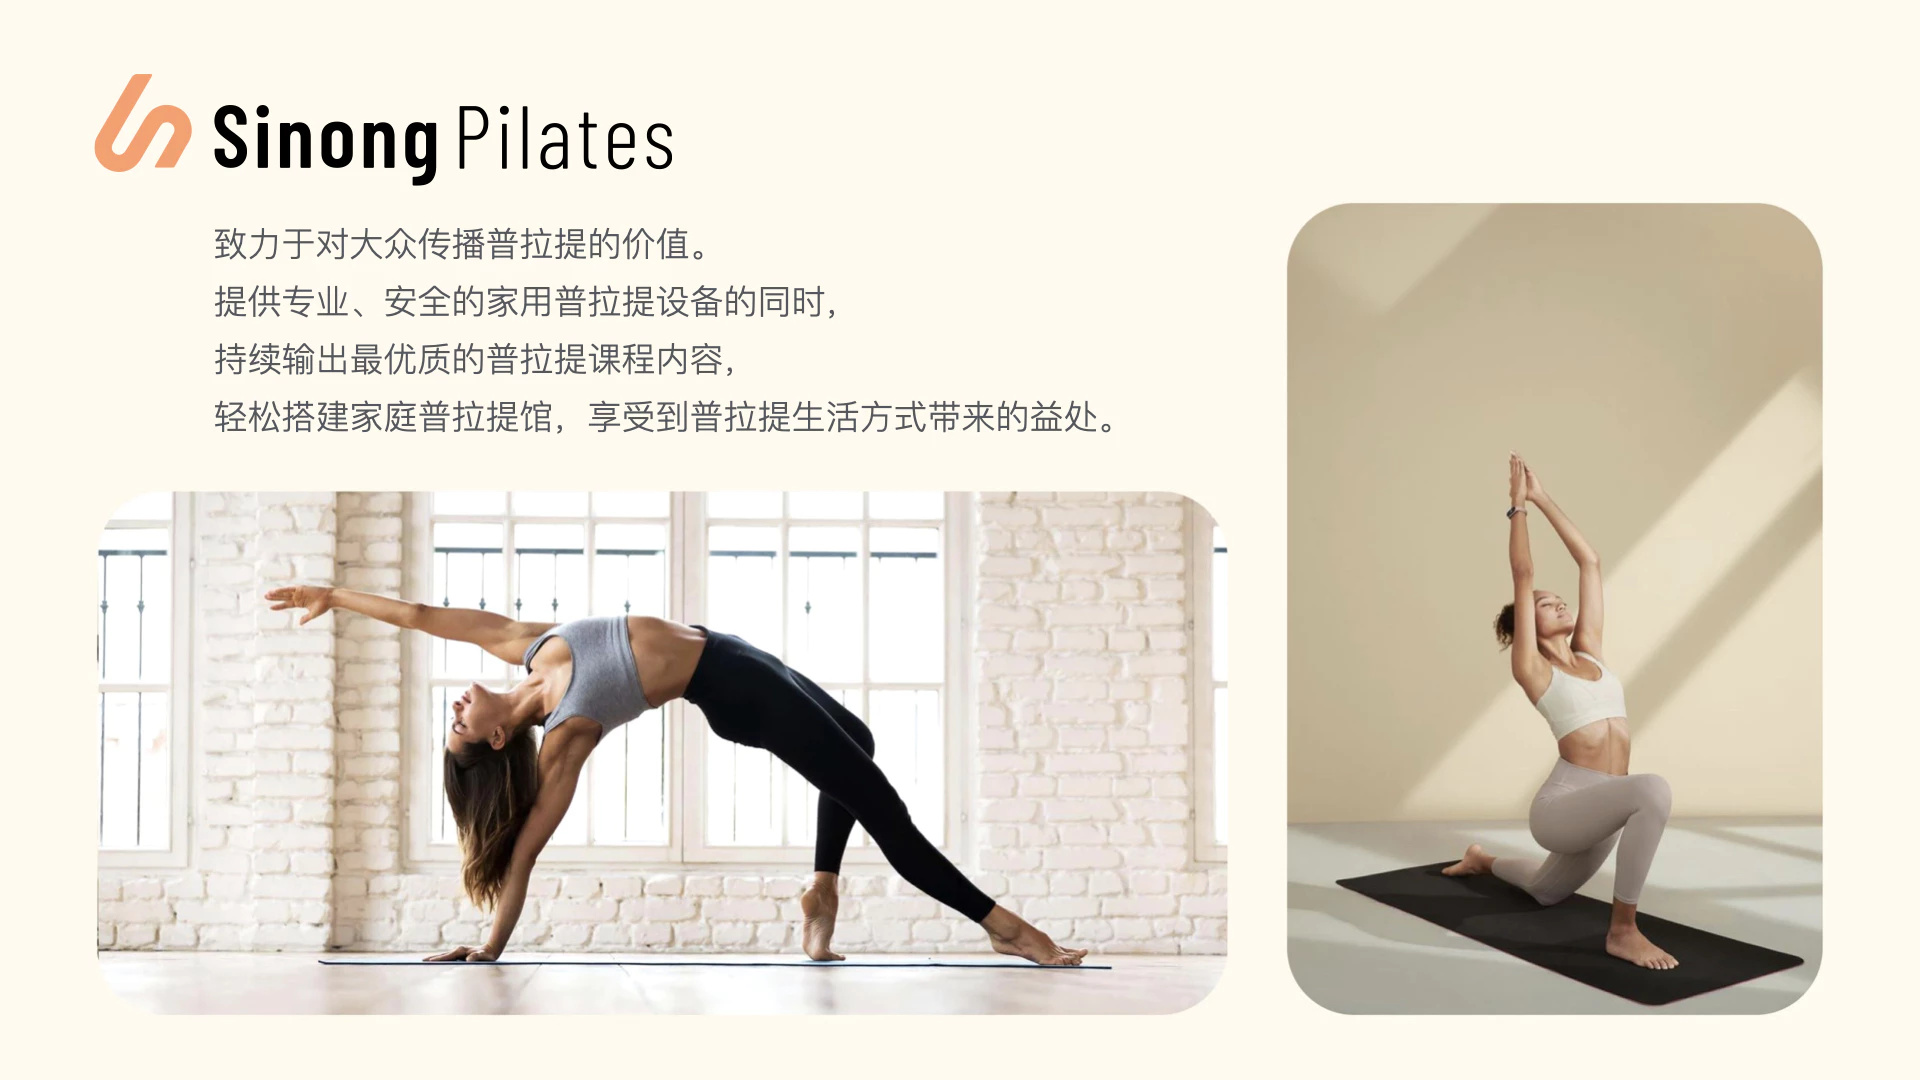 Sinong Pilates
致力于对大众传播普拉提的价值。
提供专业、安全的家用普拉提设备的同时，
持续输出最优质的普拉提课程内容，
轻松搭建家庭普拉提馆，享受到普拉提生活方式带来的益处。